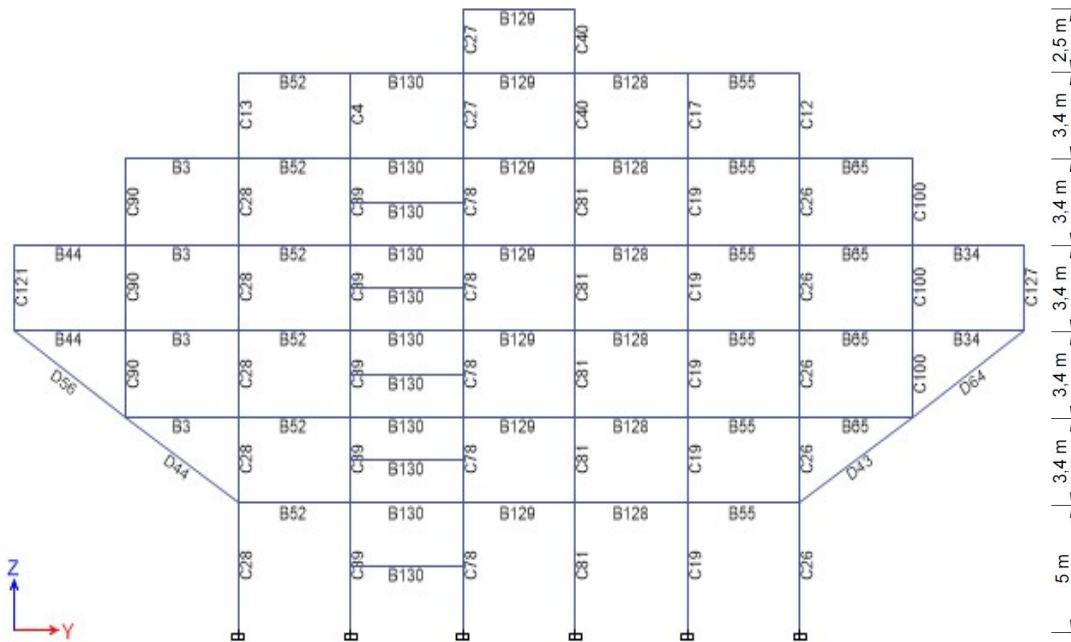 B129
C27 C40 2,5 m
B52 B130 B129 B128 B55
C13 C4 C27 C40 C17 C12 3,4 m
B3 B52 B130 B129 B128 B55 B65
C90 C28 C39 C78 C81 C19 C26 C100 3,4 m
B130
B44 B3 B52 B130 B129 B128 B55 B65 B34
C121 C90 C28 C39 C78 C81 C19 C26 C100 C127 3,4 m
B130
B44 B3 B52 B130 B129 B128 B55 B65 B34
D56 C90 C28 C39 C78 C81 C19 C26 C100 D64 3,4 m
B130
B3 B52 B130 B129 B128 B55 B65
D44 C28 C39 C78 C81 C19 C26 D43 3,4 m
B130
B52 B130 B129 B128 B55
C28 C39 C78 C81 C19 C26 5 m
B130
Z
Y